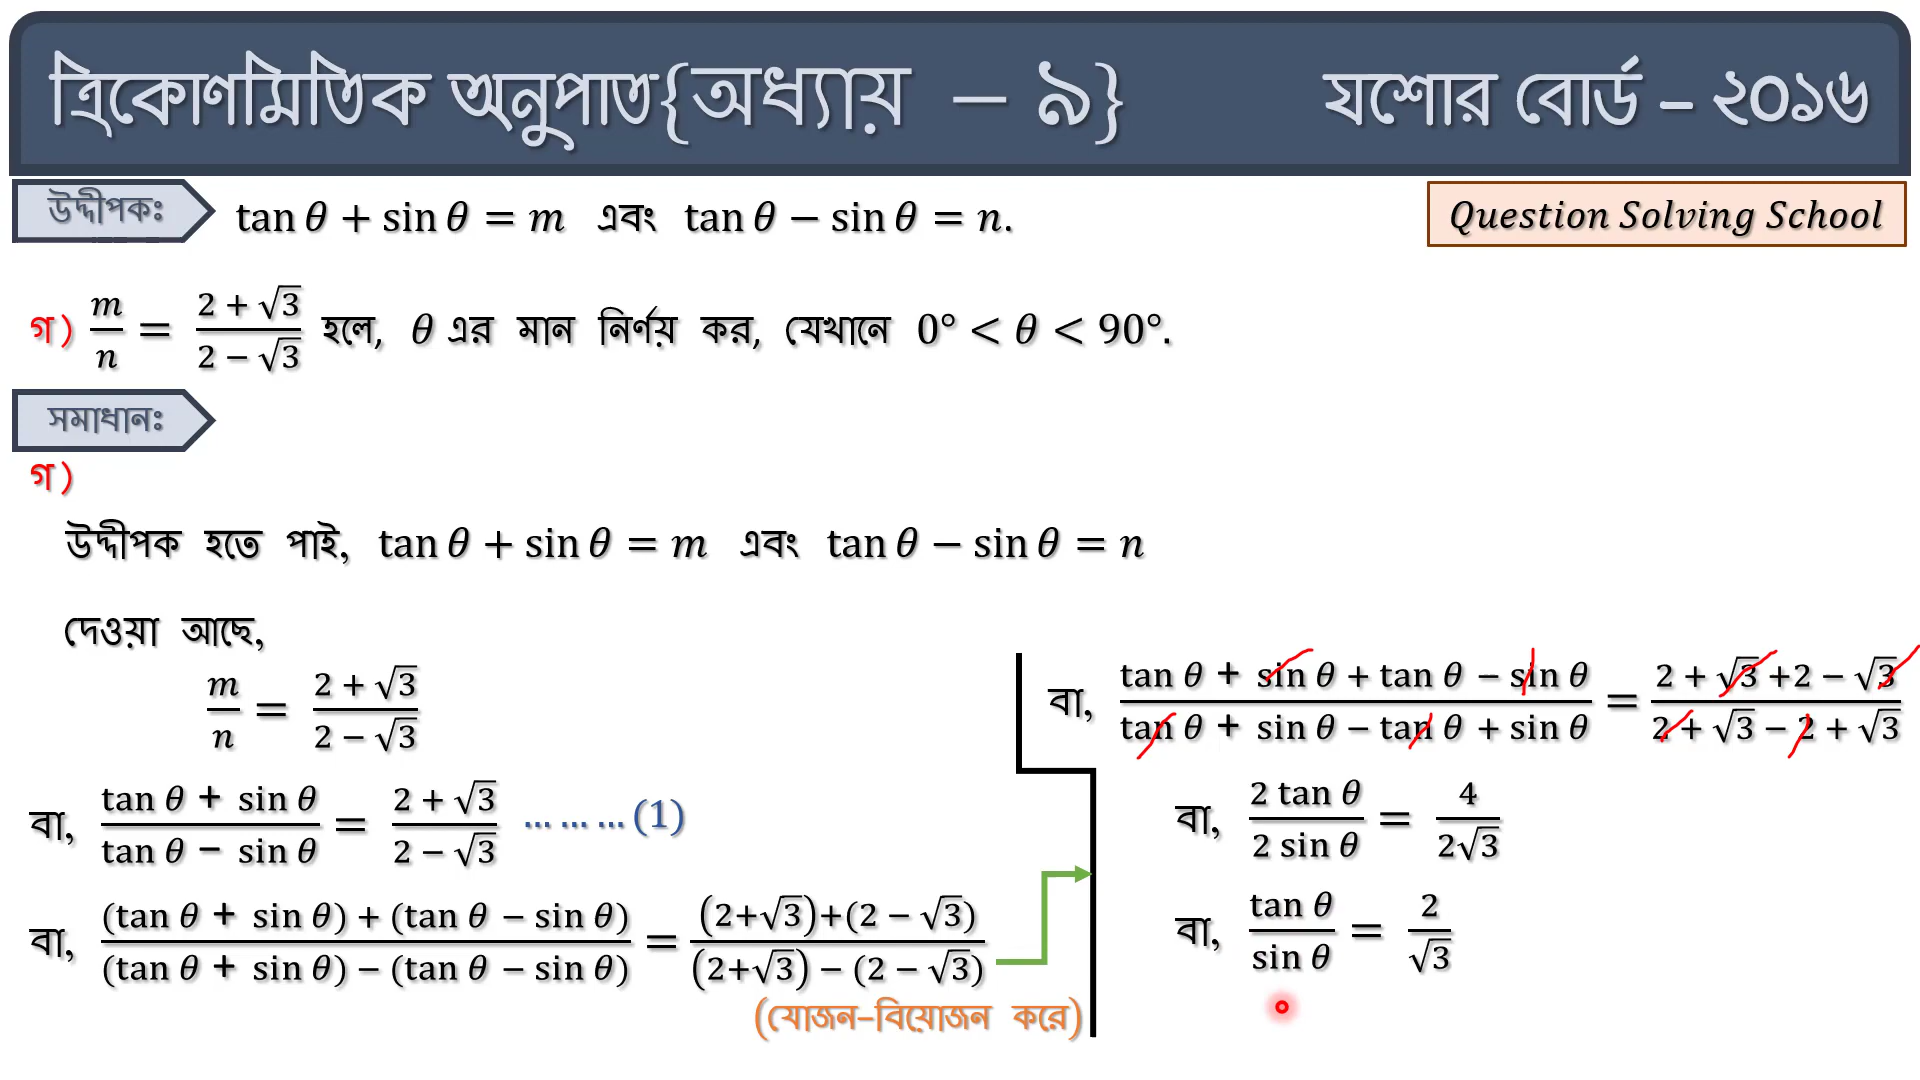 ত্রিকোণমিতিক অনুপাত{অধ্যায় – ৯} যশোর বোর্ড – ২০১৬
উদ্দীপকঃ tan θ + sin θ = m এবং tan θ − sin θ = n.
Question Solving School
গ) m/n = (2 + √3)/(2 − √3) হলে, θ এর মান নির্ণয় কর, যেখানে 0° < θ < 90°.
সমাধানঃ
গ)
উদ্দীপক হতে পাই, tan θ + sin θ = m এবং tan θ − sin θ = n
দেওয়া আছে,
m/n = (2 + √3)/(2 − √3)
বা, (tan θ + sin θ)/(tan θ − sin θ) = (2 + √3)/(2 − √3) ... ... ... (1)
বা, ((tan θ + sin θ) + (tan θ − sin θ))/((tan θ + sin θ) − (tan θ − sin θ)) = ((2+√3)+(2 − √3))/((2+√3) − (2 − √3))
(যোজন–বিয়োজন করে)
বা, (tan θ + sin θ + tan θ − sin θ)/(tan θ + sin θ − tan θ + sin θ) = (2 + √3 +2 − √3)/(2 + √3 − 2 + √3)
বা, (2 tan θ)/(2 sin θ) = 4/(2√3)
বা, (tan θ)/(sin θ) = 2/√3